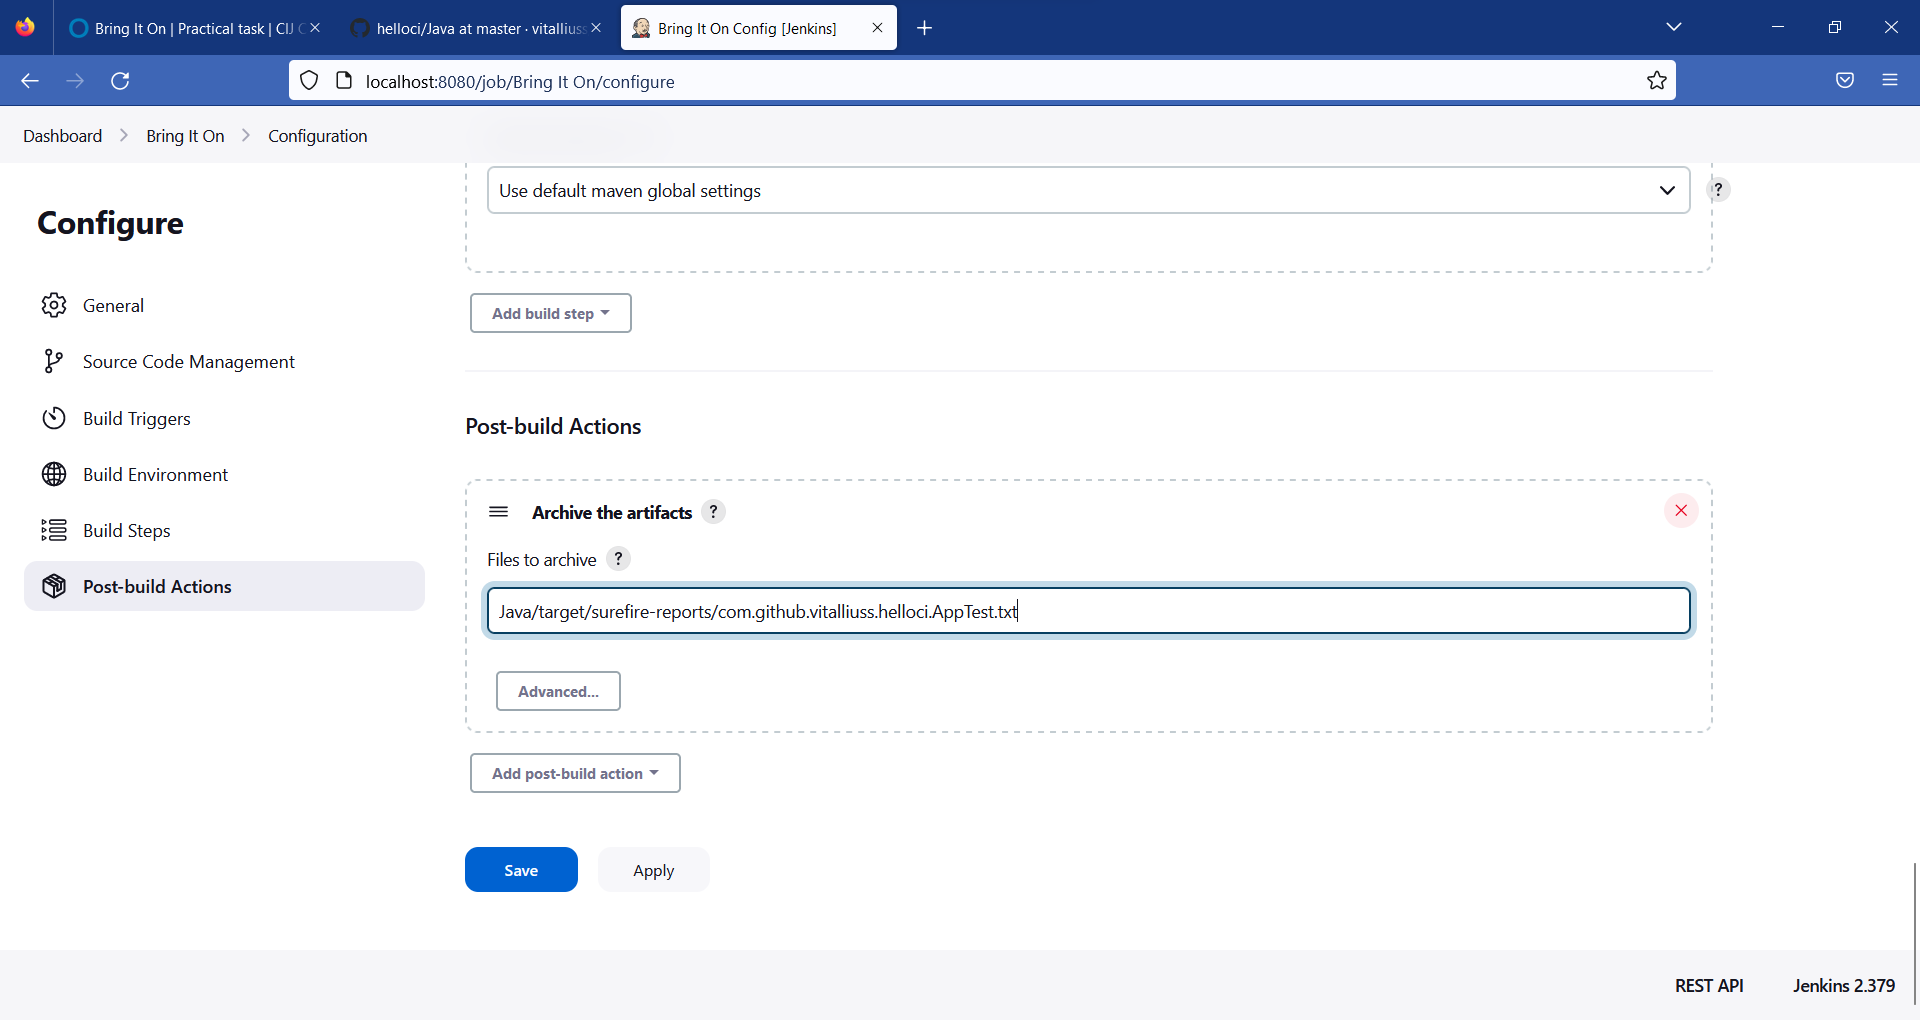 Bring It On | Practical task | CIJ C
helloci/Java at master · vitalliuss
Bring It On Config [Jenkins]
localhost:8080/job/Bring It On/configure
Dashboard
Bring It On
Configuration
Use default maven global settings
?
Configure
General
Source Code Management
Build Triggers
Build Environment
Build Steps
Post-build Actions
Add build step
Post-build Actions
Archive the artifacts ?
Files to archive ?
Java/target/surefire-reports/com.github.vitalliuss.helloci.AppTest.txt
Advanced...
Add post-build action
Save
Apply
REST API
Jenkins 2.379